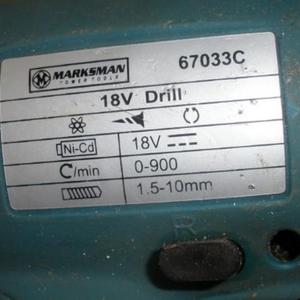 M MARKSMAN 67033C
POWER TOOLS
18V Drill
Ni-Cd 18V
/min 0-900
1.5-10mm
R